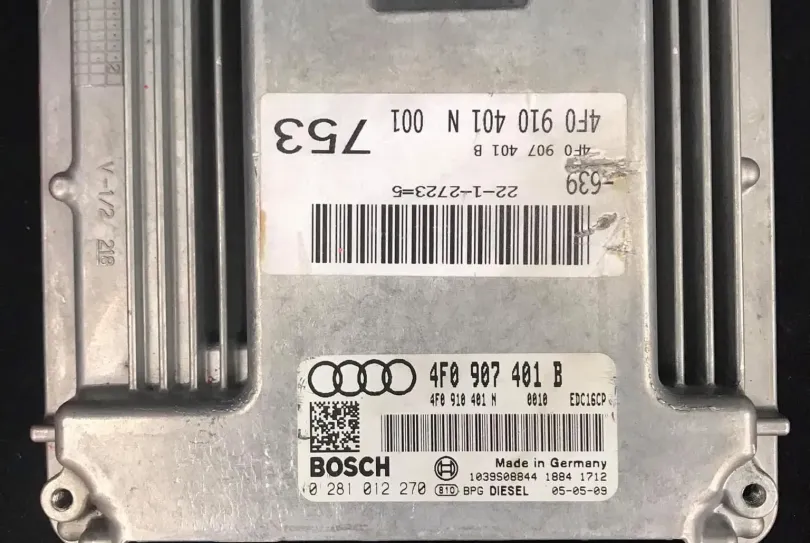 753
4F0 910 401 N 001
4F0 907 401 B
-639
22-1-2723=5
V-1/2 / 218
4F0 907 401 B
4F0 910 401 N 0010 EDC16CP
BOSCH
Made in Germany
1039S08844 1884 1712
0 281 012 270 810 BPG DIESEL 05-05-09